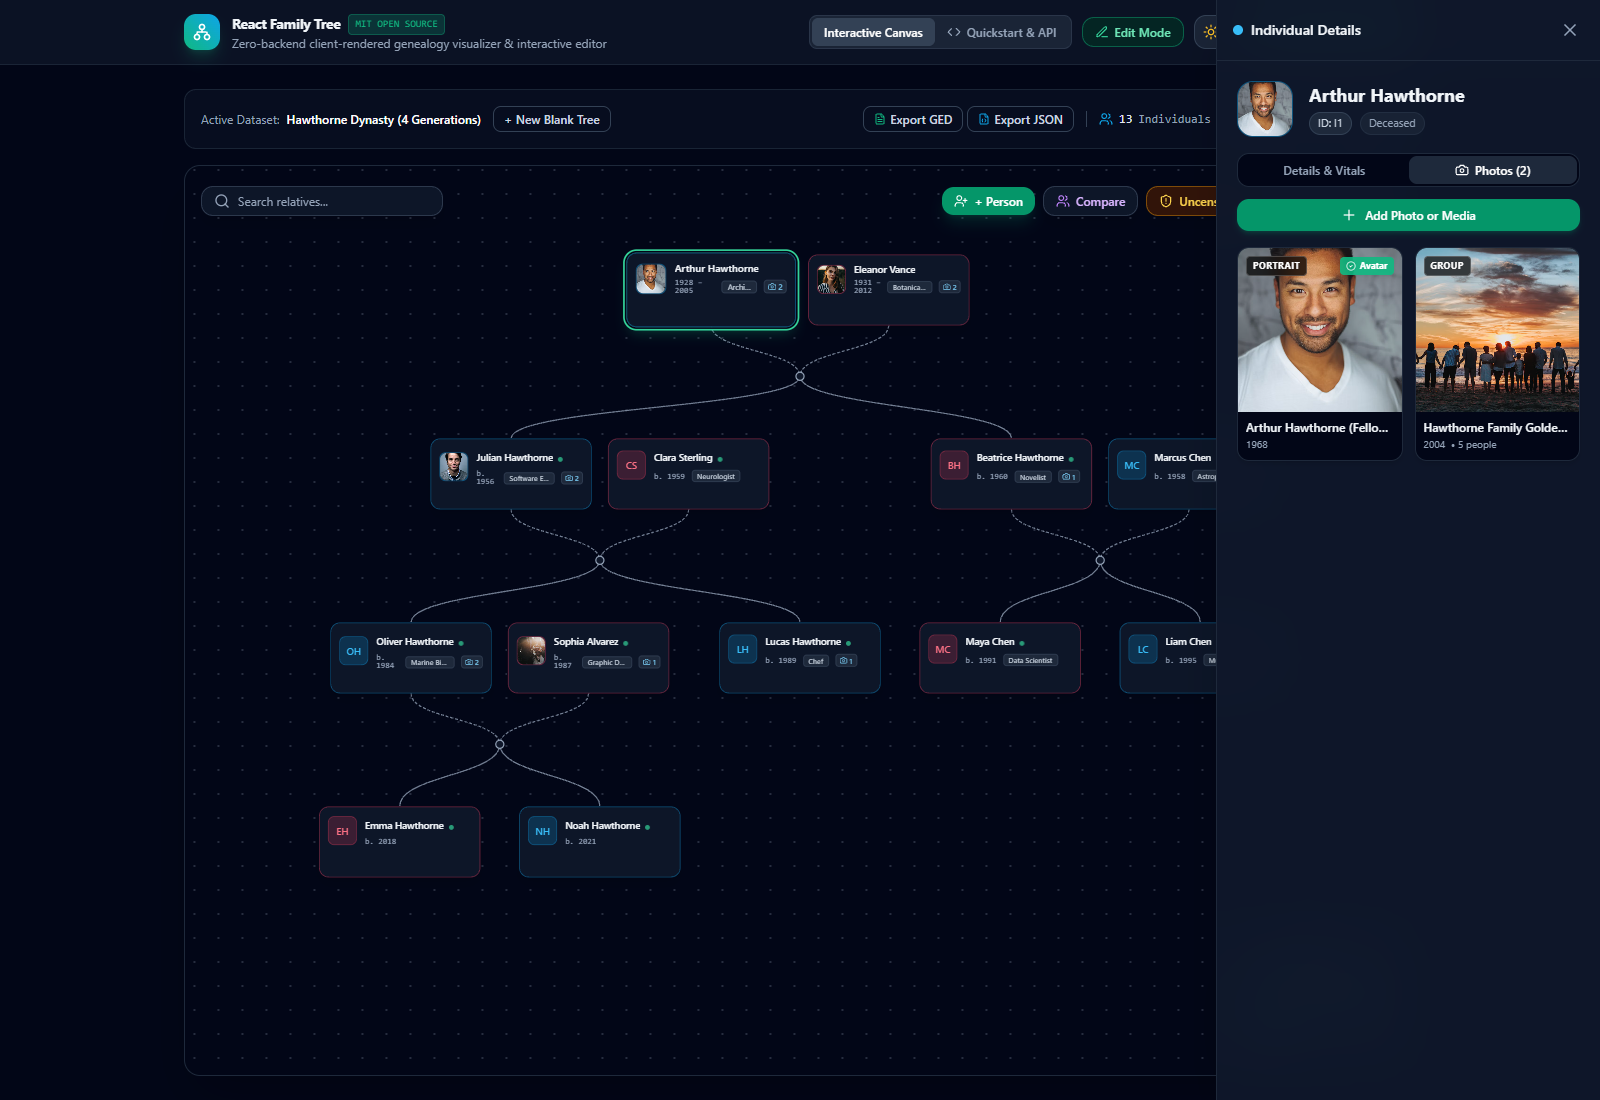 React Family Tree MIT OPEN SOURCE
Zero-backend client-rendered genealogy visualizer & interactive editor
Interactive Canvas
Quickstart & API
Edit Mode
Active Dataset: Hawthorne Dynasty (4 Generations)
+ New Blank Tree
Export GED
Export JSON
13 Individuals
Search relatives...
+ Person
Compare
Uncens
Arthur Hawthorne
1928 – 2005
Archi...
2
Eleanor Vance
1931 – 2012
Botanica...
2
Julian Hawthorne
b. 1956
Software E...
2
CS
Clara Sterling
b. 1959
Neurologist
BH
Beatrice Hawthorne
b. 1960
Novelist
1
MC
Marcus Chen
b. 1958
Astrop
OH
Oliver Hawthorne
b. 1984
Marine Bi...
2
Sophia Alvarez
b. 1987
Graphic D...
1
LH
Lucas Hawthorne
b. 1989
Chef
1
MC
Maya Chen
b. 1991
Data Scientist
LC
Liam Chen
b. 1995
EH
Emma Hawthorne
b. 2018
NH
Noah Hawthorne
b. 2021
Individual Details
Arthur Hawthorne
ID: I1
Deceased
Details & Vitals
Photos (2)
Add Photo or Media
PORTRAIT
Avatar
Arthur Hawthorne (Fello...
1968
GROUP
Hawthorne Family Golde...
2004 • 5 people